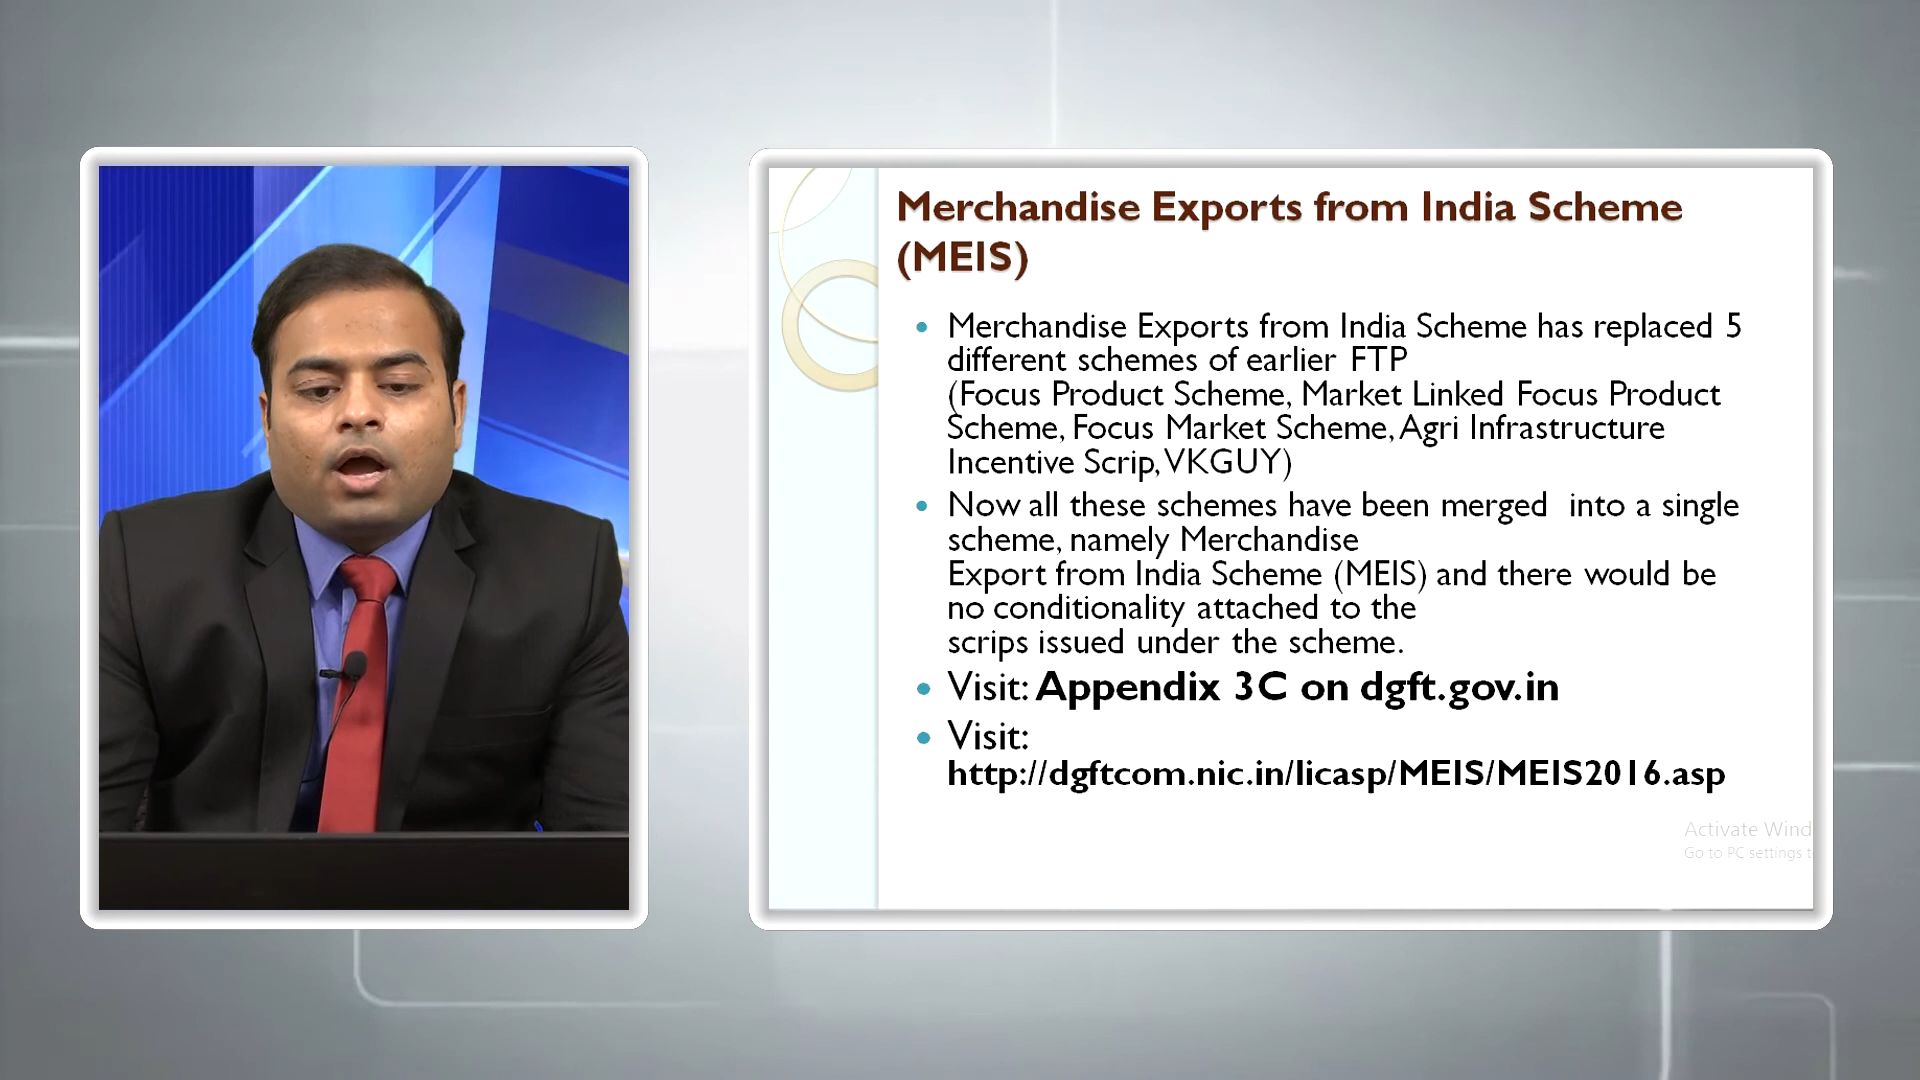 Merchandise Exports from India Scheme
(MEIS)
• Merchandise Exports from India Scheme has replaced 5
different schemes of earlier FTP
(Focus Product Scheme, Market Linked Focus Product
Scheme, Focus Market Scheme, Agri Infrastructure
Incentive Scrip, VKGUY)
• Now all these schemes have been merged into a single
scheme, namely Merchandise
Export from India Scheme (MEIS) and there would be
no conditionality attached to the
scrips issued under the scheme.
• Visit: Appendix 3C on dgft.gov.in
• Visit:
http://dgftcom.nic.in/licasp/MEIS/MEIS2016.asp
Activate Wind
Go to PC settings t